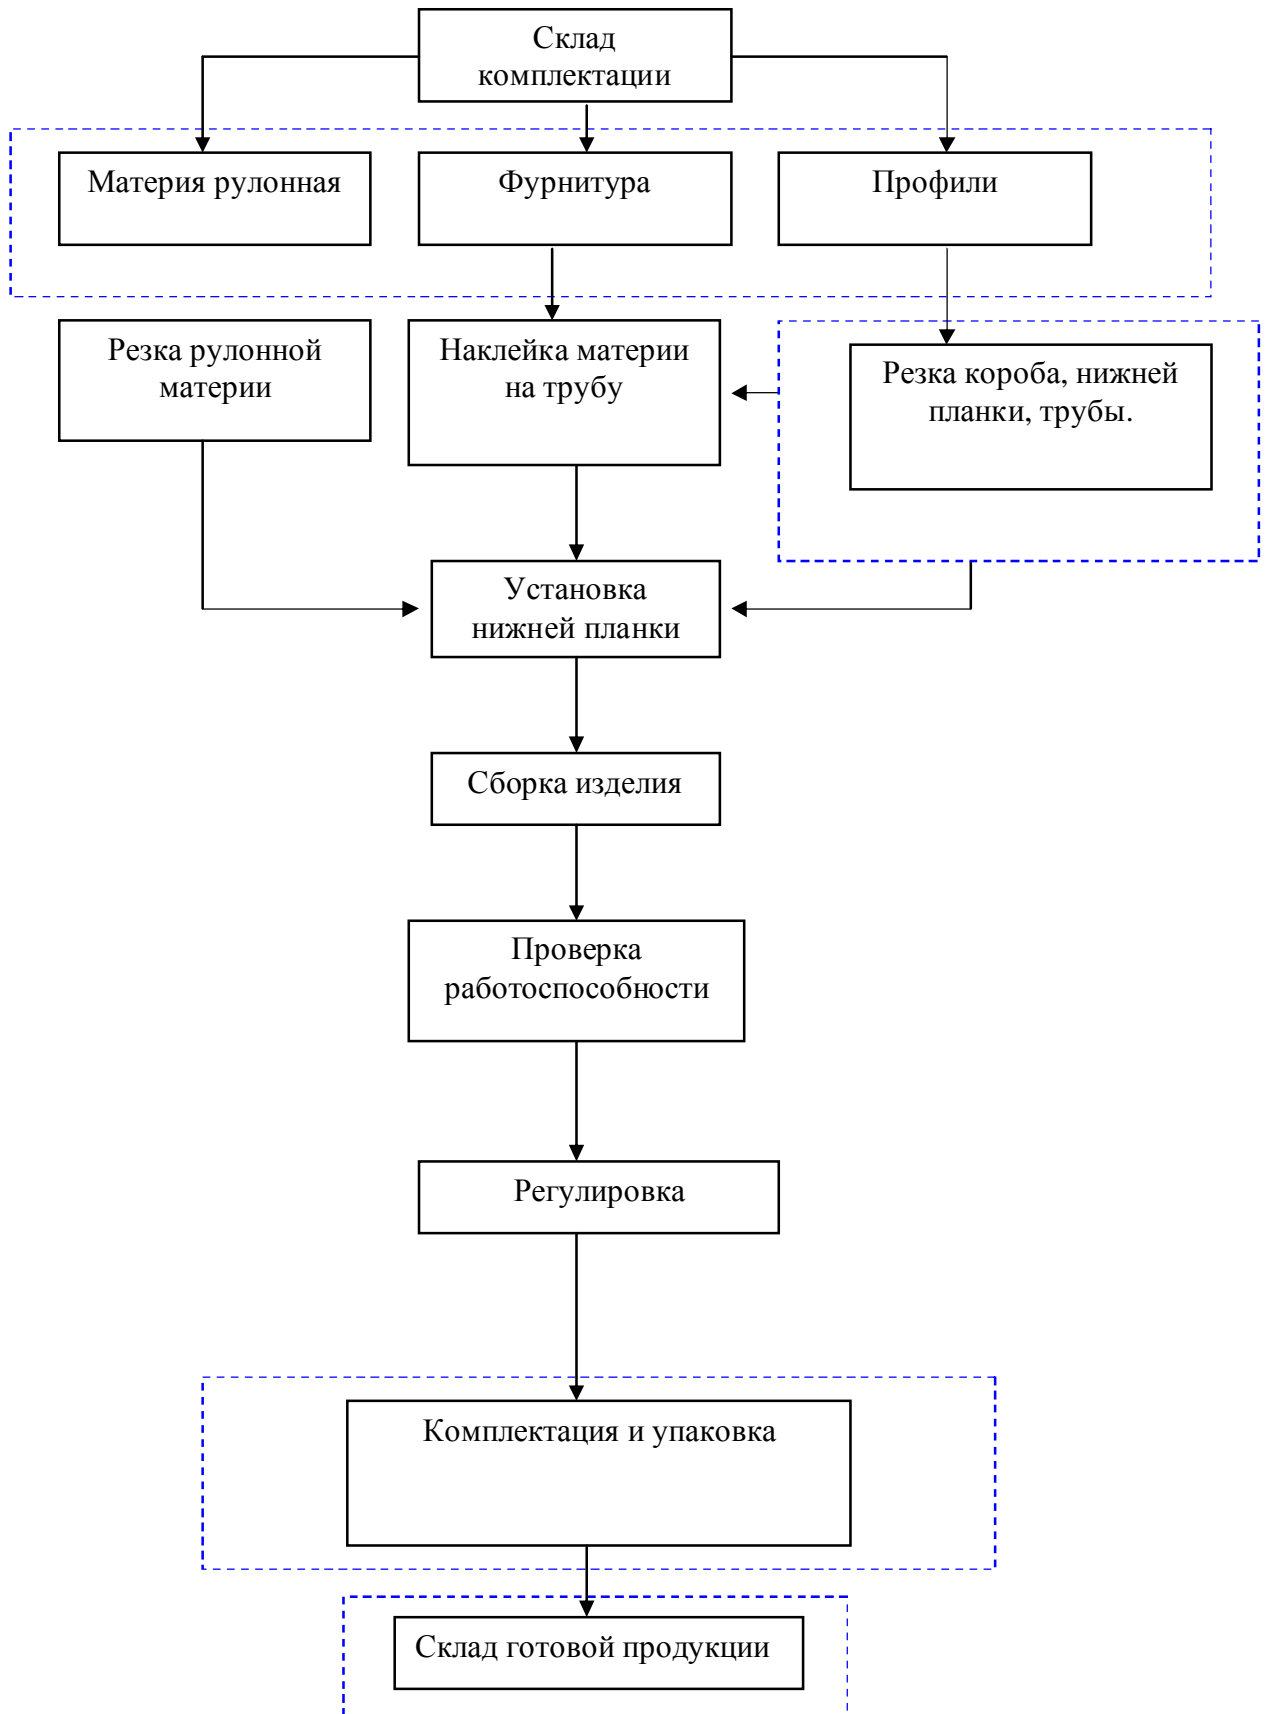 Склад
комплектации
Материя рулонная
Фурнитура
Профили
Резка рулонной
материи
Наклейка материи
на трубу
Резка короба, нижней
планки, трубы.
Установка
нижней планки
Сборка изделия
Проверка
работоспособности
Регулировка
Комплектация и упаковка
Склад готовой продукции